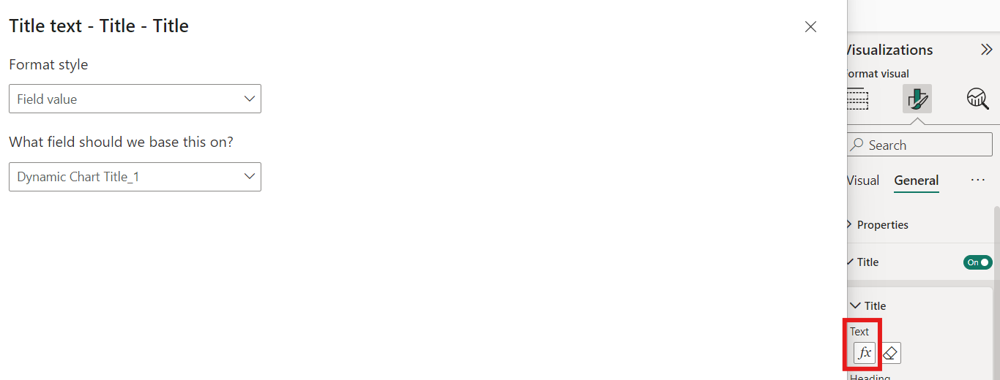 Title text - Title - Title
Format style
Field value
What field should we base this on?
Dynamic Chart Title_1
Visualizations
Format visual
Search
Visual General ...
Properties
Title On
Title
Text
fx
Heading